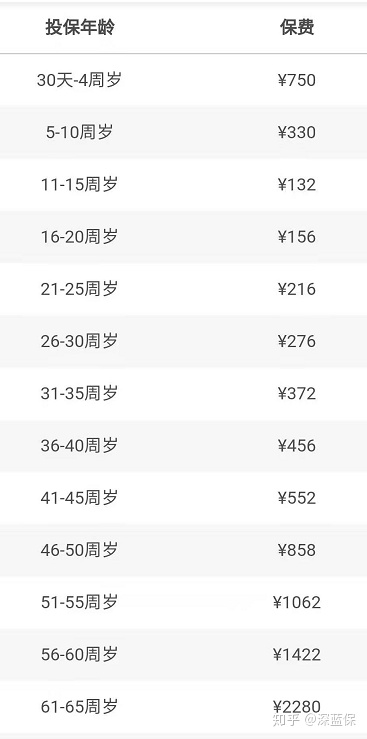 投保年龄 保费
30天-4周岁 ¥750
5-10周岁 ¥330
11-15周岁 ¥132
16-20周岁 ¥156
21-25周岁 ¥216
26-30周岁 ¥276
31-35周岁 ¥372
36-40周岁 ¥456
41-45周岁 ¥552
46-50周岁 ¥858
51-55周岁 ¥1062
56-60周岁 ¥1422
61-65周岁 ¥2280
知乎 @深蓝保